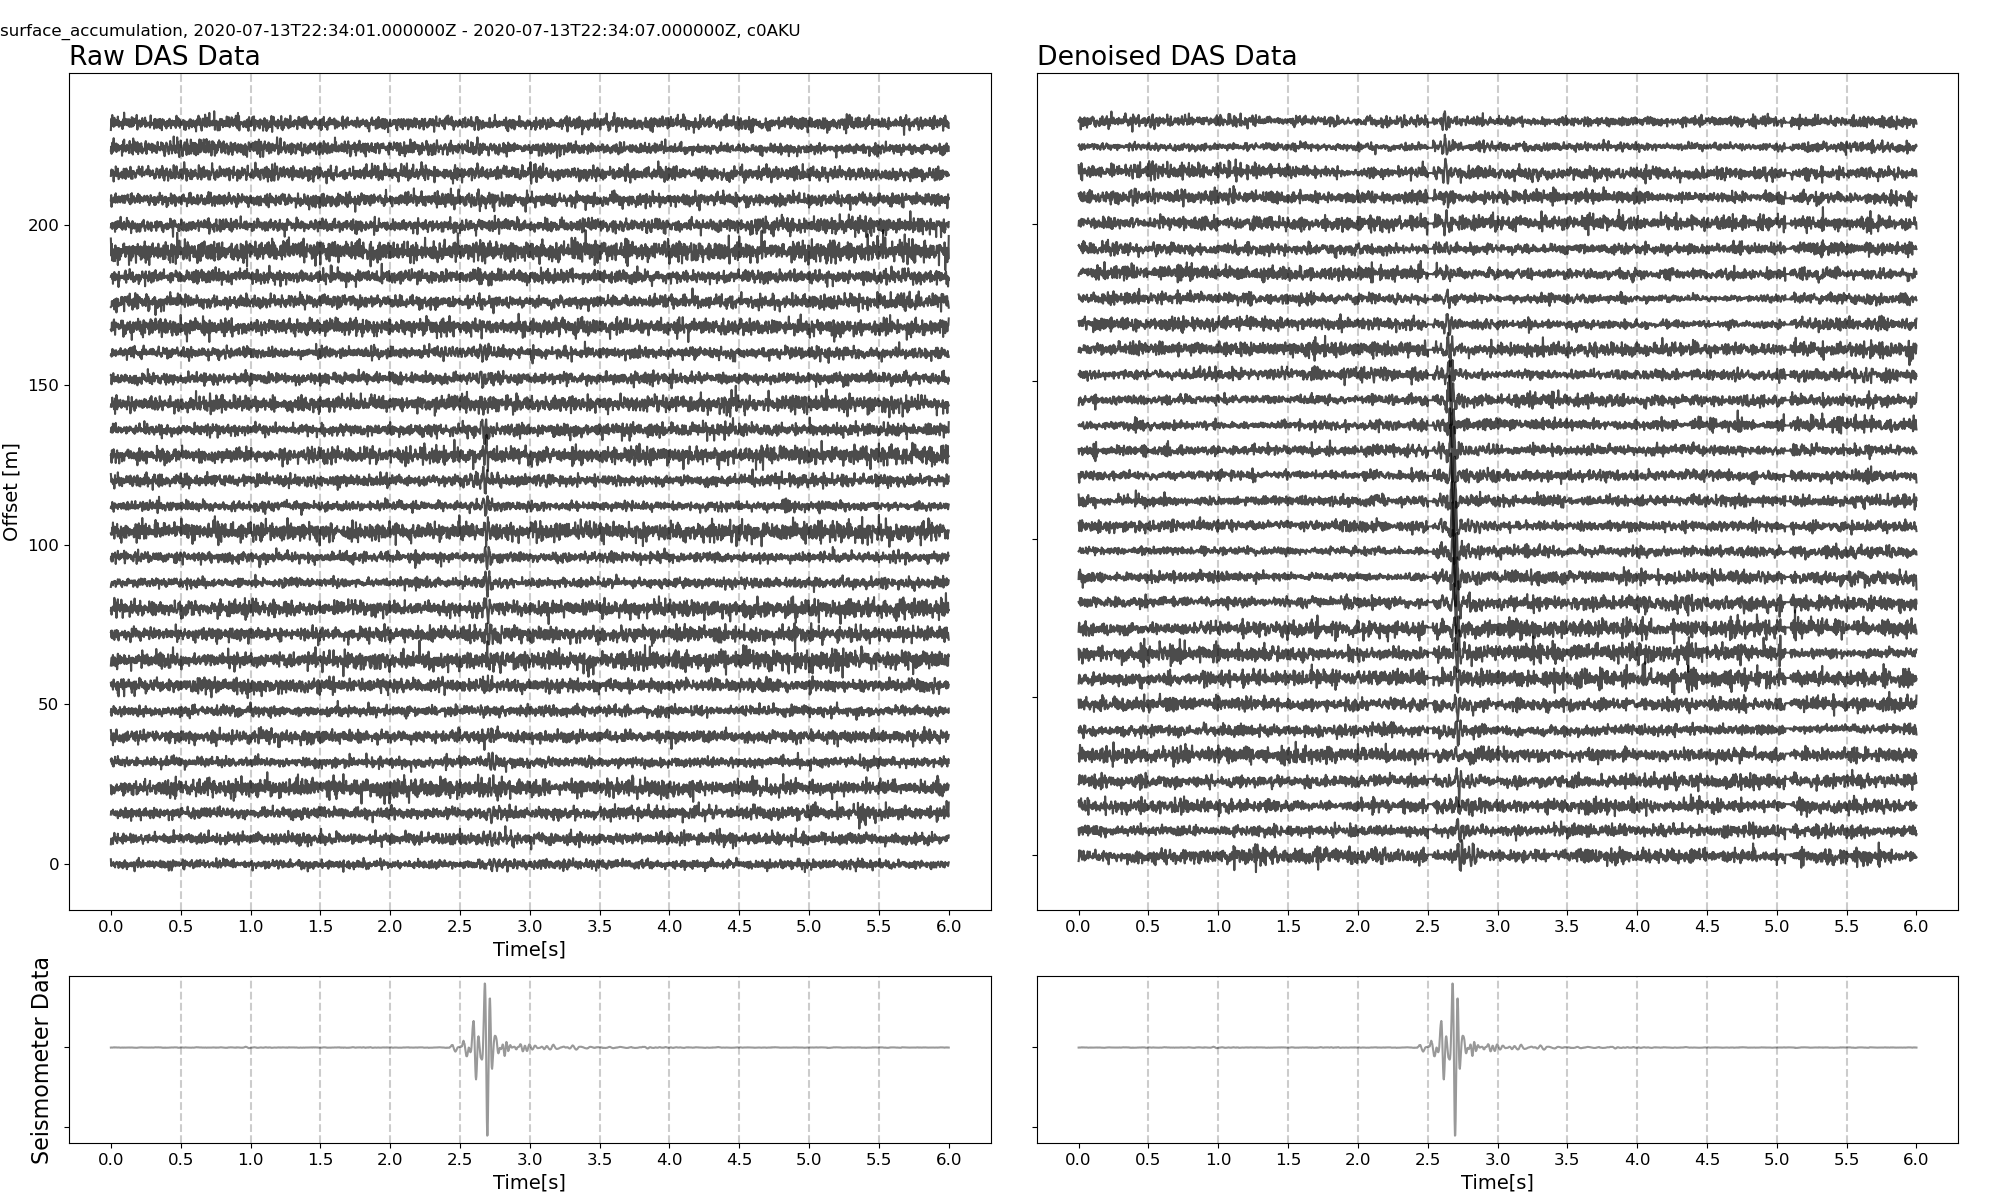 surface_accumulation, 2020-07-13T22:34:01.000000Z - 2020-07-13T22:34:07.000000Z, c0AKU
Raw DAS Data
Denoised DAS Data
Offset [m]
200
150
100
50
0
0.0 0.5 1.0 1.5 2.0 2.5 3.0 3.5 4.0 4.5 5.0 5.5 6.0
Time[s]
0.0 0.5 1.0 1.5 2.0 2.5 3.0 3.5 4.0 4.5 5.0 5.5 6.0
Seismometer Data
0.0 0.5 1.0 1.5 2.0 2.5 3.0 3.5 4.0 4.5 5.0 5.5 6.0
Time[s]
0.0 0.5 1.0 1.5 2.0 2.5 3.0 3.5 4.0 4.5 5.0 5.5 6.0
Time[s]